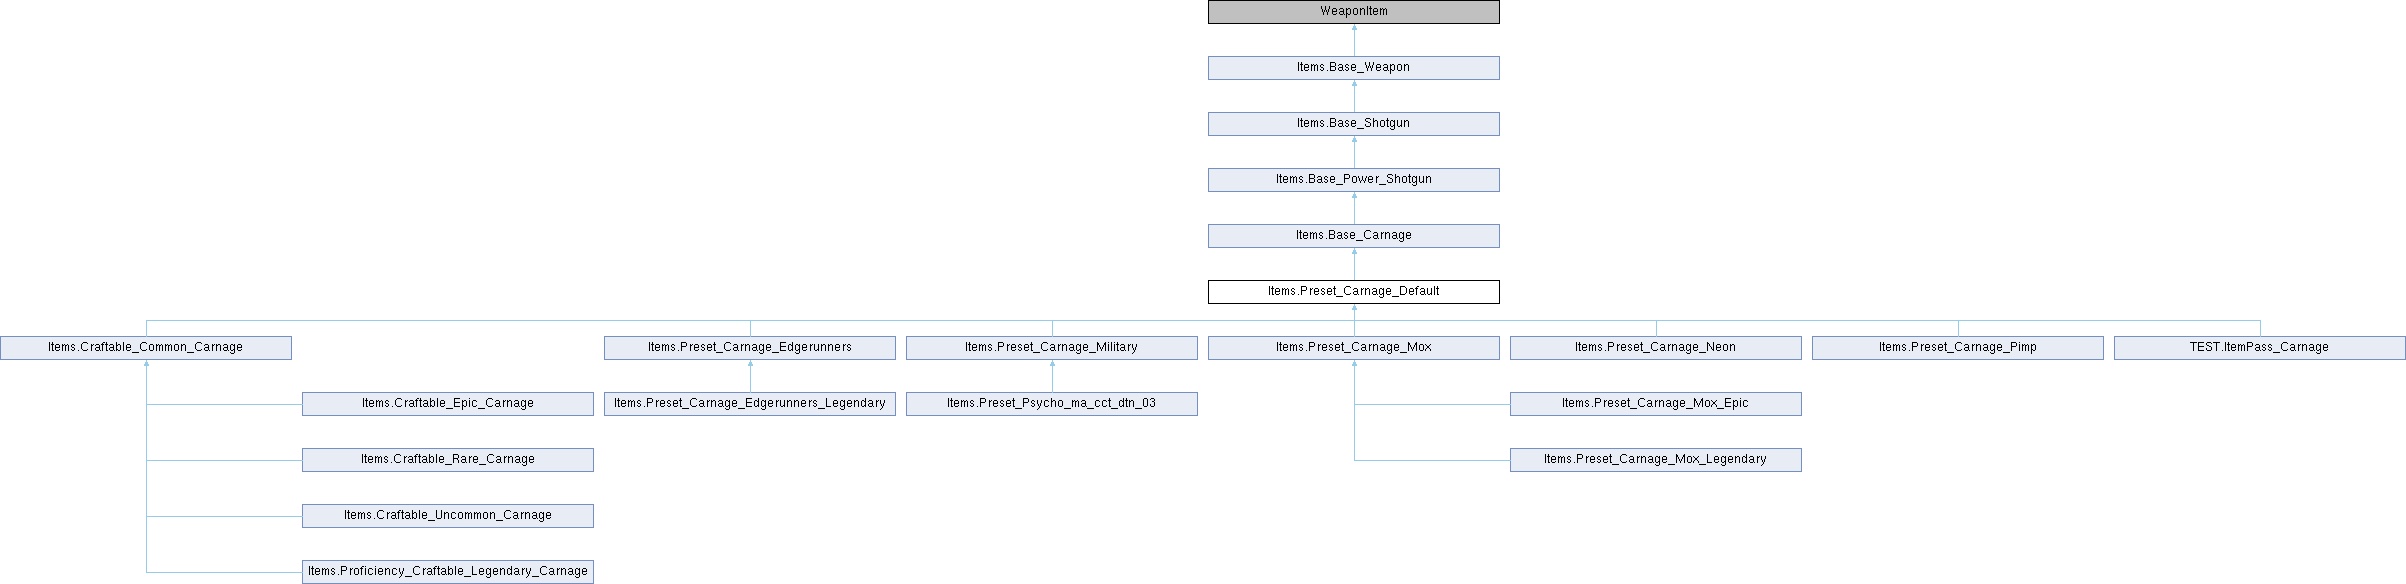 WeaponItem
Items.Base_Weapon
Items.Base_Shotgun
Items.Base_Power_Shotgun
Items.Base_Carnage
Items.Preset_Carnage_Default
Items.Craftable_Common_Carnage
Items.Preset_Carnage_Edgerunners
Items.Preset_Carnage_Military
Items.Preset_Carnage_Mox
Items.Preset_Carnage_Neon
Items.Preset_Carnage_Pimp
TEST.ItemPass_Carnage
Items.Craftable_Epic_Carnage
Items.Preset_Carnage_Edgerunners_Legendary
Items.Preset_Psycho_ma_cct_dtn_03
Items.Preset_Carnage_Mox_Epic
Items.Craftable_Rare_Carnage
Items.Preset_Carnage_Mox_Legendary
Items.Craftable_Uncommon_Carnage
Items.Proficiency_Craftable_Legendary_Carnage